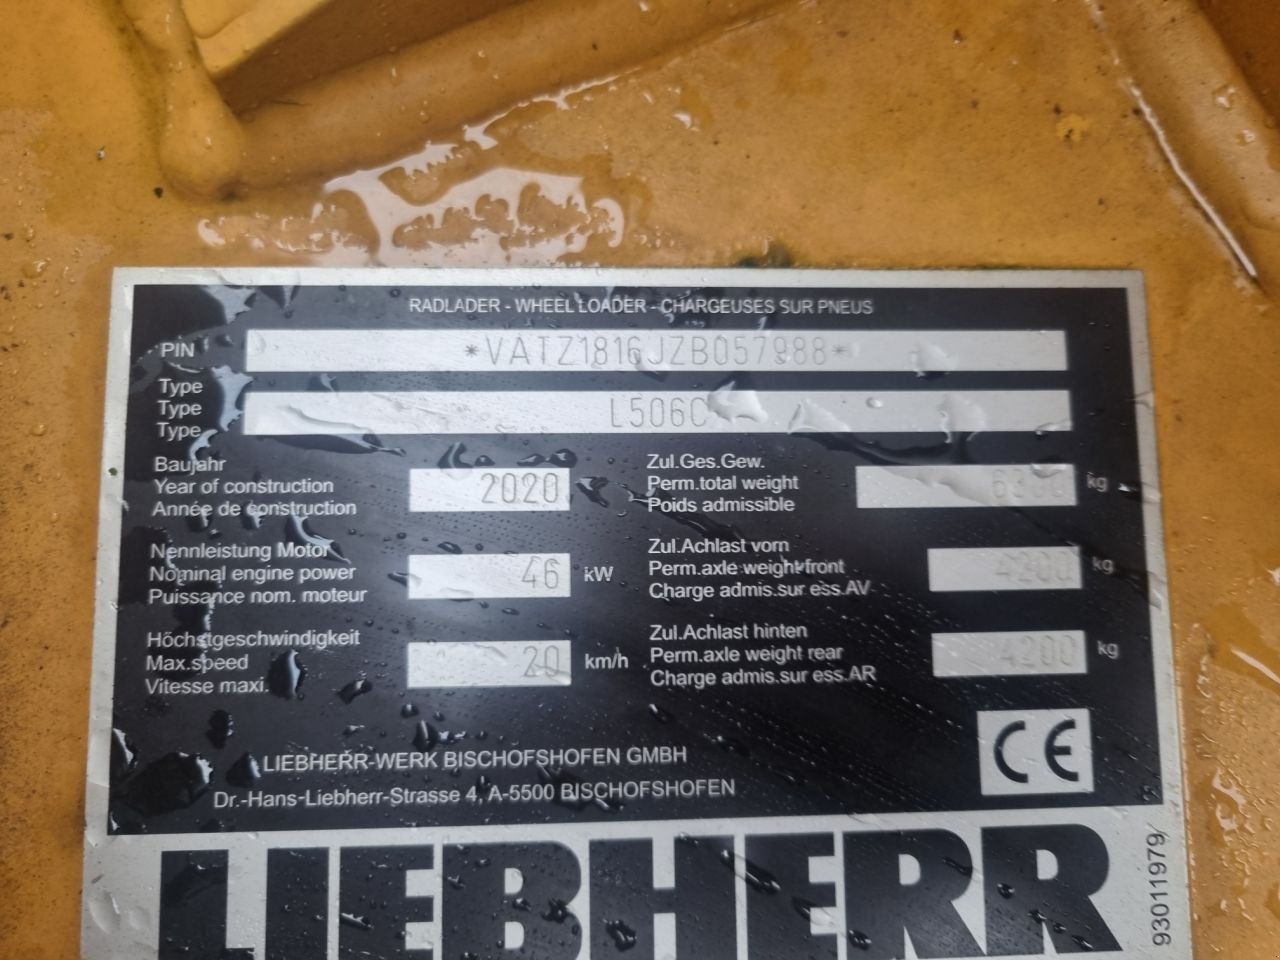 RADLADER - WHEEL LOADER - CHARGEUSES SUR PNEUS
PIN *VATZ1816JZB057988*
Type
Type L506C
Type
Baujahr
Year of construction 2020
Année de construction
Zul.Ges.Gew.
Perm.total weight kg
Poids admissible
Nennleistung Motor
Nominal engine power 46 kW
Puissance nom. moteur
Zul.Achlast vorn
Perm.axle weight front 4200 kg
Charge admis.sur ess.AV
Höchstgeschwindigkeit
Max.speed 20 km/h
Vitesse maxi.
Zul.Achlast hinten
Perm.axle weight rear 4200 kg
Charge admis.sur ess.AR
LIEBHERR-WERK BISCHOFSHOFEN GMBH
Dr.-Hans-Liebherr-Strasse 4, A-5500 BISCHOFSHOFEN
CE
LIEBHERR
93011979